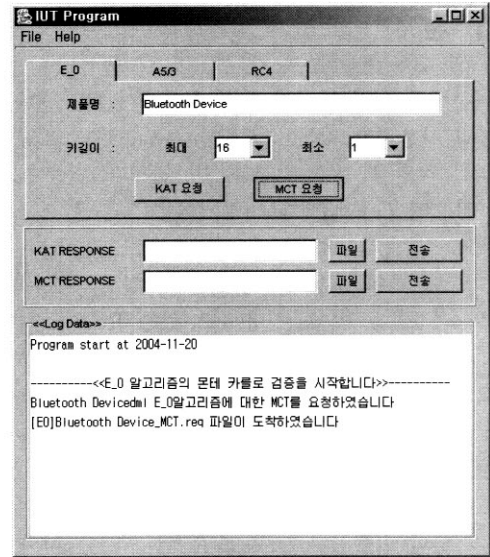 IUT Program
File Help
E_0 A5/3 RC4
제품명 : Bluetooth Device
키길이 : 최대 16 최소 1
KAT 요청 MCT 요청
KAT RESPONSE 파일 전송
MCT RESPONSE 파일 전송
<<Log Data>>
Program start at 2004-11-20
----------<<E_0 알고리즘의 몬테 카를로 검증을 시작합니다>>----------
Bluetooth Devicedml E_0알고리즘에 대한 MCT를 요청하였습니다
[E0]Bluetooth Device_MCT.req 파일이 도착하였습니다